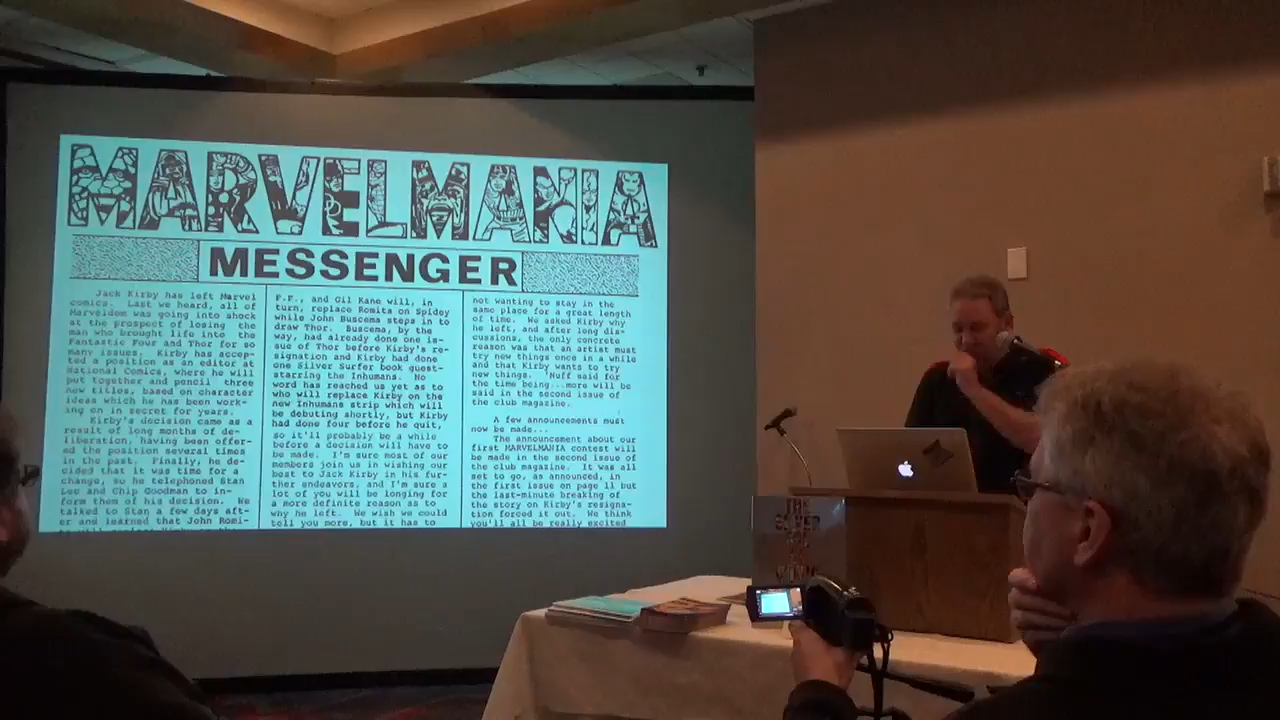 MARVELMANIA
MESSENGER
Jack Kirby has left Marvel
comics. Last we heard, all of
Marveldom was going into shock
at the prospect of losing the
man who brought life into the
Fantastic Four and Thor for so
many issues. Kirby has accep-
ted a position as an editor at
National Comics, where he will
put together and pencil three
new titles, based on character
ideas which he has been work-
ing on in secret for years.
Kirby's decision came as a
result of long months of de-
liberation, having been offer-
ed the position several times
in the past. Finally, he de-
cided that it was time for a
change, so he telephoned Stan
Lee and Chip Goodman to in-
form them of his decision. We
talked to Stan a few days aft-
er and learned that John Romi-
F.F., and Gil Kane will, in
turn, replace Romita on Spidey
while John Buscema steps in to
draw Thor. Buscema, by the
way, had already done one is-
sue of Thor before Kirby's re-
signation and Kirby had done
one Silver Surfer book guest-
starring the Inhumans. No
word has reached us yet as to
who will replace Kirby on the
new Inhumans strip which will
be debuting shortly, but Kirby
had done four before he quit,
so it'll probably be a while
before a decision will have to
be made. I'm sure most of our
members join us in wishing our
best to Jack Kirby in his fur-
ther endeavors, and I'm sure a
lot of you will be longing for
a more definite reason as to
why he left. We wish we could
tell you more, but it has to
not wanting to stay in the
same place for a great length
of time. We asked Kirby why
he left, and after long dis-
cussions, the only concrete
reason was that an artist must
try new things once in a while
and that Kirby wants to try
new things. 'Nuff said for
the time being...more will be
said in the second issue of
the club magazine.
A few announcements must
now be made...
The announcement about our
first MARVELMANIA contest will
be made in the second issue of
the club magazine. It was all
set to go, as announced, in
the first issue on page 11 but
the last-minute breaking of
the story on Kirby's resigna-
tion forced it out. We think
you'll all be really excited